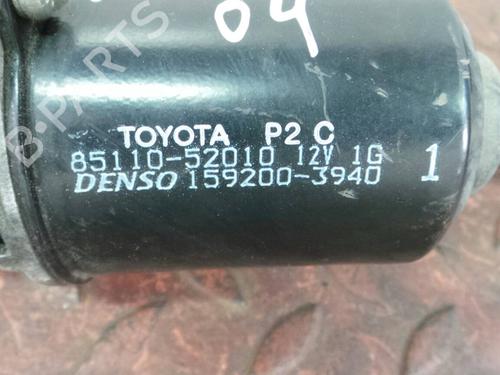 04
TOYOTA P2 C
85110-52010 12V 1G
DENSO 159200-3940 1
B-PARTS